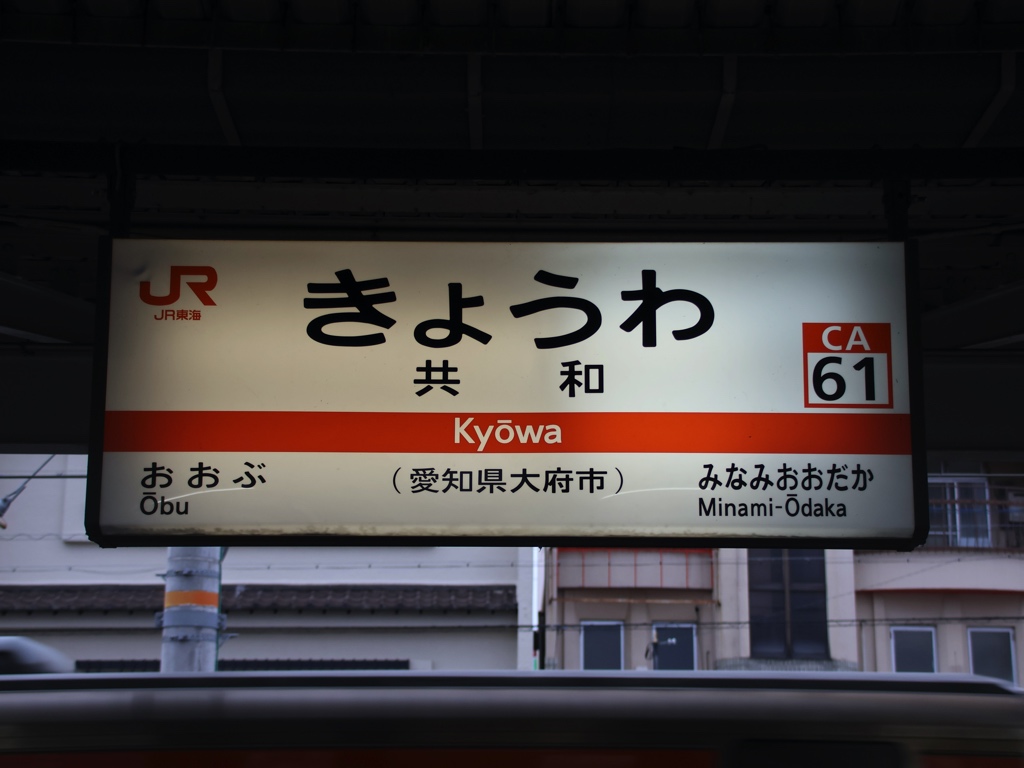 JR
JR東海
きょうわ
共和
CA
61
Kyōwa
おおぶ
Ōbu
（愛知県大府市）
みなみおおだか
Minami-Ōdaka